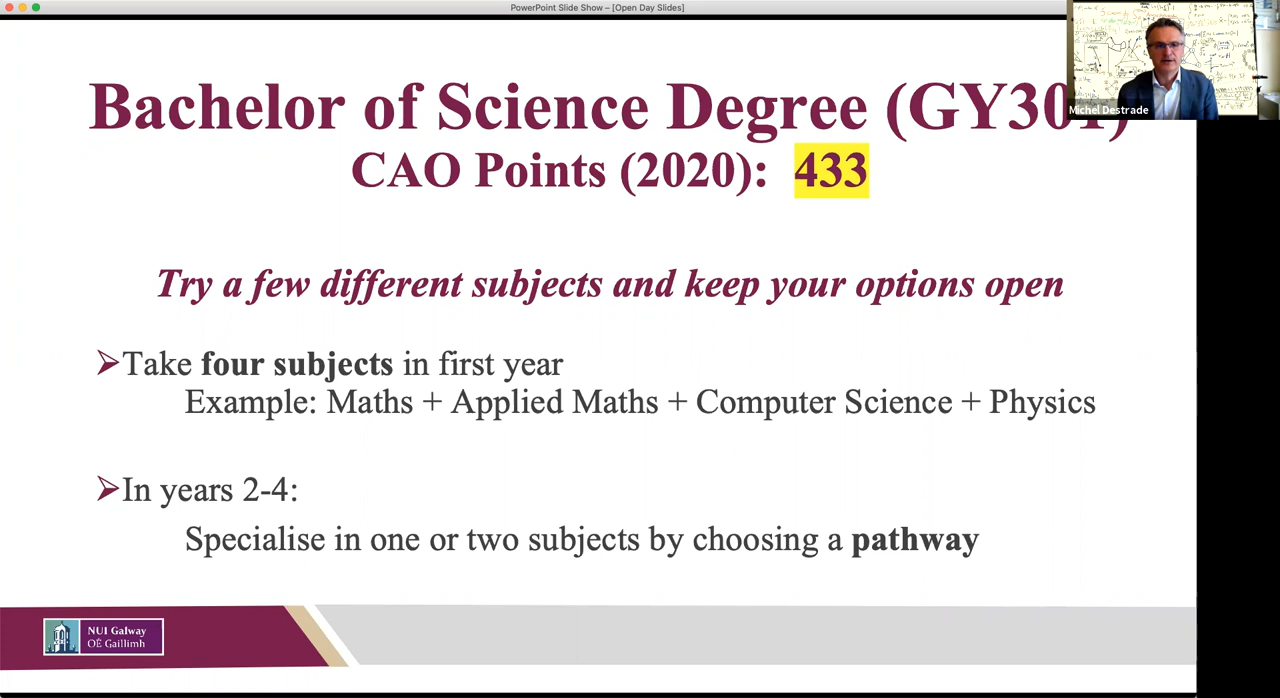 PowerPoint Slide Show – [Open Day Slides]
Bachelor of Science Degree (GY301)
Michel Destrade
CAO Points (2020): 433
Try a few different subjects and keep your options open
Take four subjects in first year
Example: Maths + Applied Maths + Computer Science + Physics
In years 2-4:
Specialise in one or two subjects by choosing a pathway
NUI Galway
OÉ Gaillimh